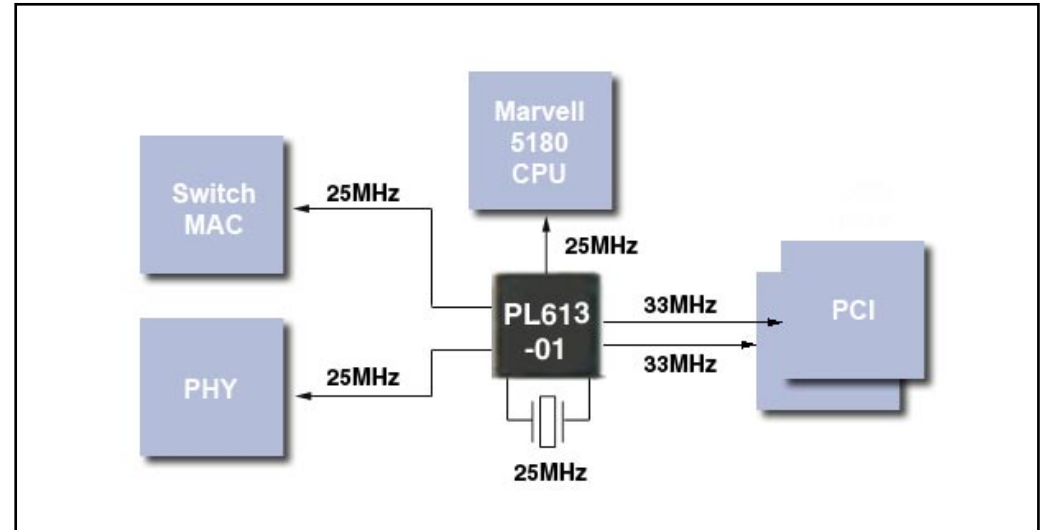 Marvell
5180
CPU
Switch
MAC
25MHz
25MHz
PL613
-01
33MHz
PCI
33MHz
PHY
25MHz
25MHz